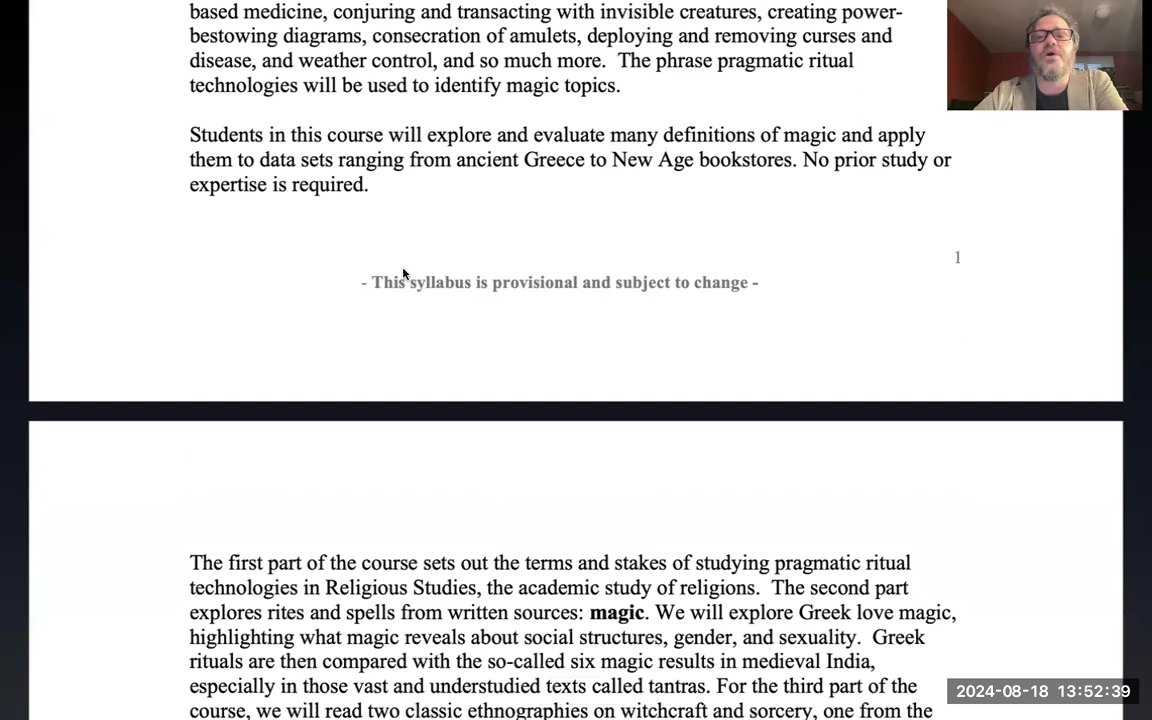 based medicine, conjuring and transacting with invisible creatures, creating power-
bestowing diagrams, consecration of amulets, deploying and removing curses and
disease, and weather control, and so much more.  The phrase pragmatic ritual
technologies will be used to identify magic topics.
Students in this course will explore and evaluate many definitions of magic and apply
them to data sets ranging from ancient Greece to New Age bookstores. No prior study or
expertise is required.
1
- This syllabus is provisional and subject to change -
The first part of the course sets out the terms and stakes of studying pragmatic ritual
technologies in Religious Studies, the academic study of religions.  The second part
explores rites and spells from written sources: magic. We will explore Greek love magic,
highlighting what magic reveals about social structures, gender, and sexuality.  Greek
rituals are then compared with the so-called six magic results in medieval India,
especially in those vast and understudied texts called tantras. For the third part of the
course, we will read two classic ethnographies on witchcraft and sorcery, one from the
2024-08-18 13:52:39